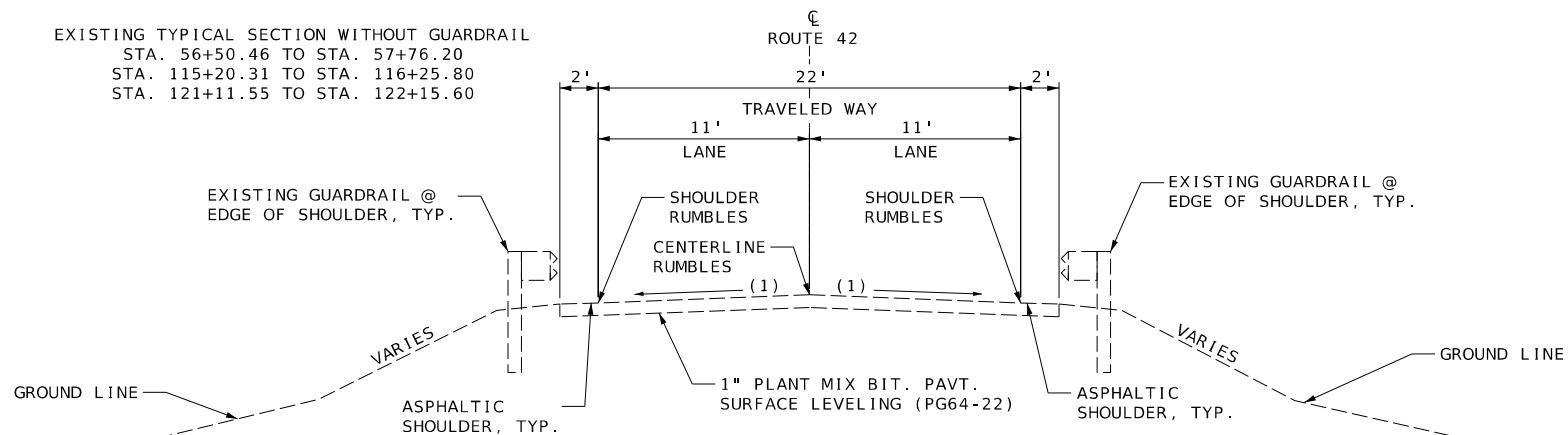 EXISTING TYPICAL SECTION WITHOUT GUARDRAIL
STA. 56+50.46 TO STA. 57+76.20
STA. 115+20.31 TO STA. 116+25.80
STA. 121+11.55 TO STA. 122+15.60
℄
ROUTE 42
2'
22'
2'
TRAVELED WAY
11'
11'
LANE
LANE
EXISTING GUARDRAIL @
EDGE OF SHOULDER, TYP.
SHOULDER
RUMBLES
SHOULDER
RUMBLES
EXISTING GUARDRAIL @
EDGE OF SHOULDER, TYP.
CENTERLINE
RUMBLES
(1)
(1)
VARIES
VARIES
GROUND LINE
GROUND LINE
ASPHALTIC
SHOULDER, TYP.
1" PLANT MIX BIT. PAVT.
SURFACE LEVELING (PG64-22)
ASPHALTIC
SHOULDER, TYP.